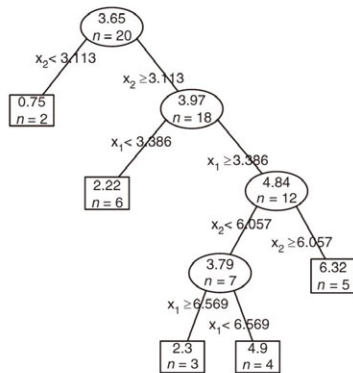 3.65
n = 20
x₂ < 3.113
x₂ ≥3.113
0.75
n = 2
3.97
n = 18
x₁ < 3.386
x₁ ≥3.386
2.22
n = 6
4.84
n = 12
x₂ < 6.057
x₂ ≥6.057
3.79
n = 7
6.32
n = 5
x₁ ≥6.569
x₁ < 6.569
2.3
n = 3
4.9
n = 4